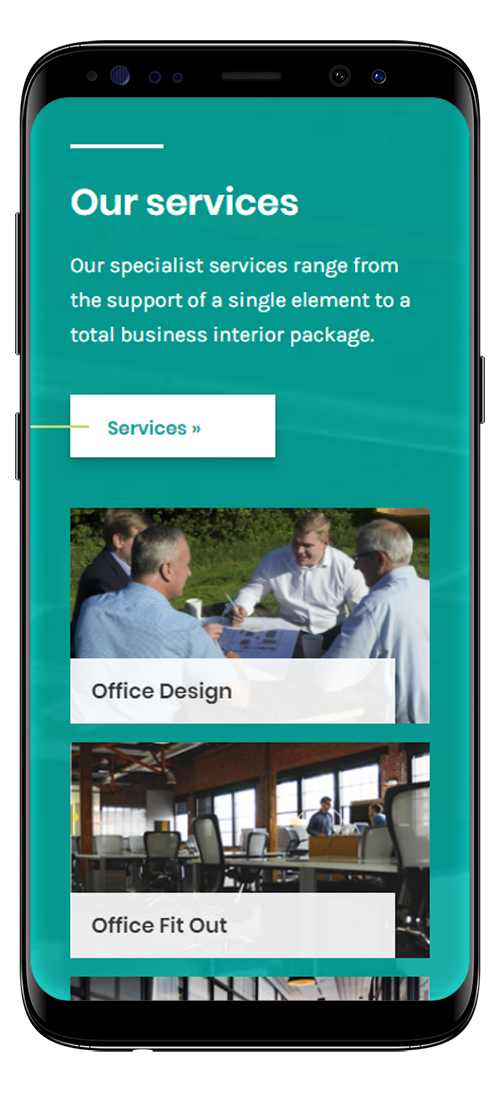 Our services
Our specialist services range from
the support of a single element to a
total business interior package.
Services »
Office Design
Office Fit Out